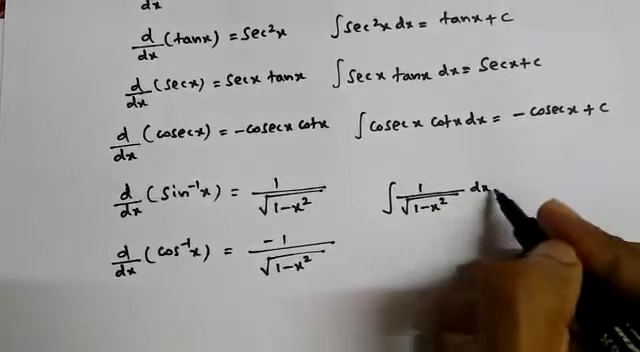 dx
d/dx (tanx) = Sec²x ∫Sec²x dx = tanx + c
d/dx (Secx) = Secx tanx ∫Secx tanx dx = Secx + c
d/dx (cosecx) = -cosecx cotx ∫cosecx cotx dx = -cosecx + c
d/dx (Sin⁻¹x) = 1/√(1-x²) ∫ 1/√(1-x²) dx
d/dx (cos⁻¹x) = -1/√(1-x²)